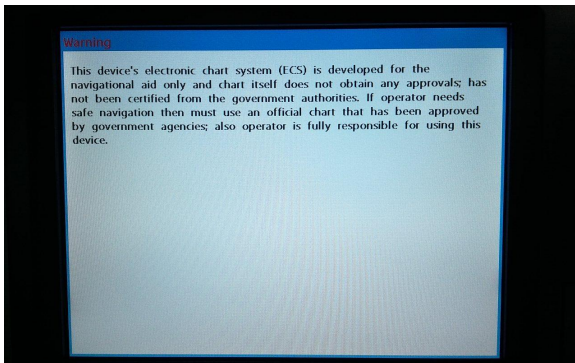 Warning
This device's electronic chart system (ECS) is developed for the
navigational aid only and chart itself does not obtain any approvals; has
not been certified from the government authorities. If operator needs
safe navigation then must use an official chart that has been approved
by government agencies; also operator is fully responsible for using this
device.